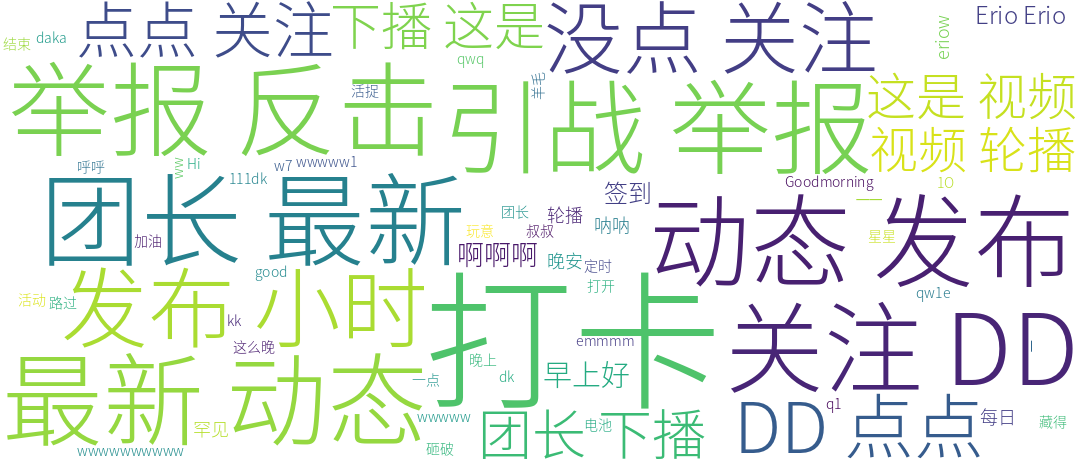 点点 关注
下播 这是
没点 关注
Erio Erio
eriow
结束
daka
qwq
举报 反击
引战 举报
活捉
羊毛
这是 视频
视频 轮播
呼呼
ww
Hi
w7
wwwww1
111dk
团长 最新
加油
签到
Goodmorning
10
一一
团长
轮播
呐呐
玩意
叔叔
动态 发布
星星
啊啊啊
晚安
定时
good
打开
发布 小时
活动
路过
kk
打卡
qw1e
关注 DD
这么晚
emmmm
晚上
一点
dk
早上好
最新 动态
罕见
wwwww
团长 下播
电池
q1
DD 点点
每日
藏得
砸破
wwwwwwwwww